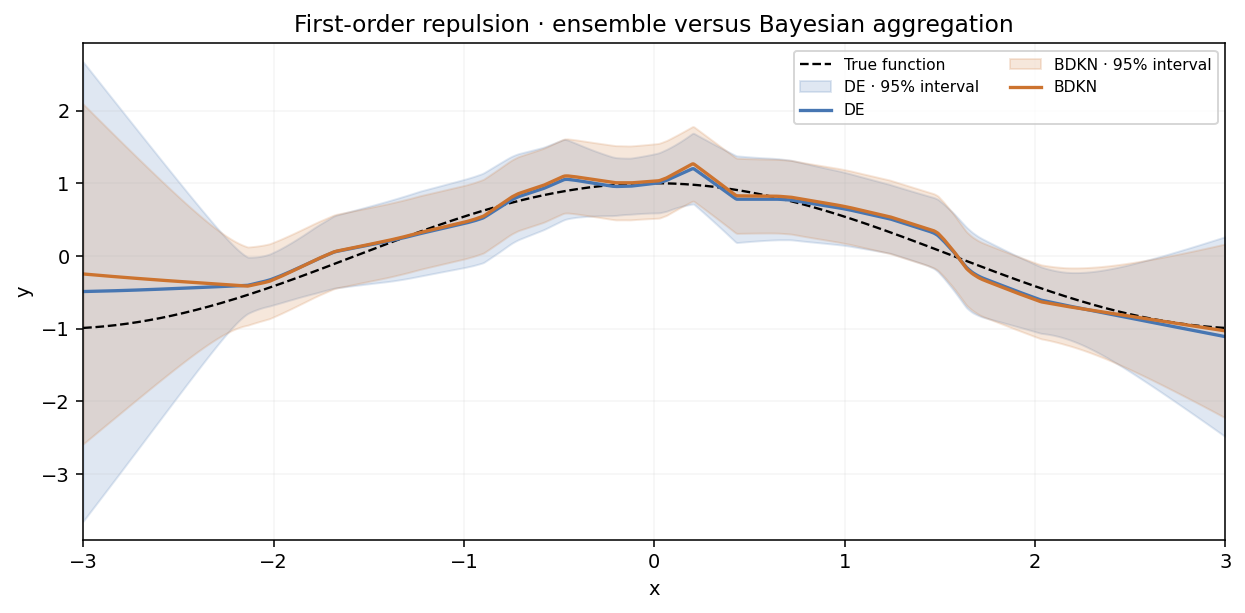 First-order repulsion · ensemble versus Bayesian aggregation
True function
DE · 95% interval
DE
BDKN · 95% interval
BDKN
y
2
1
0
−1
−2
−3
−3 −2 −1 0 1 2 3
x